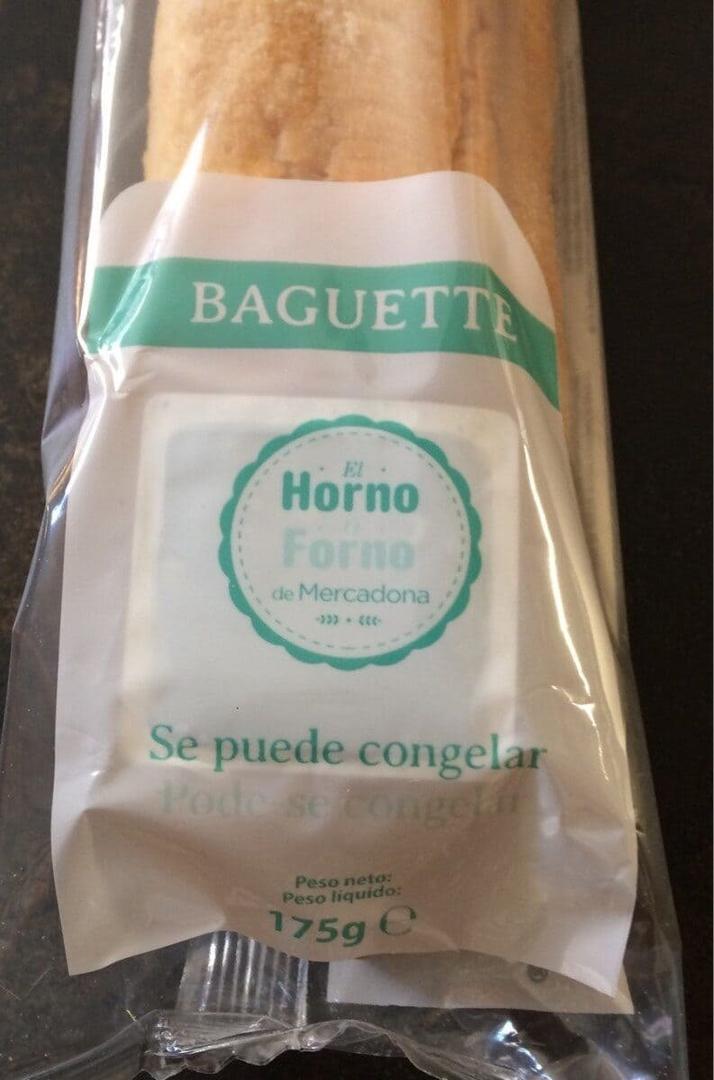 BAGUETTE
El
Horno
O
Forno
de Mercadona
Se puede congelar
Pode-se congelar
Peso neto:
Peso líquido:
175g ℮